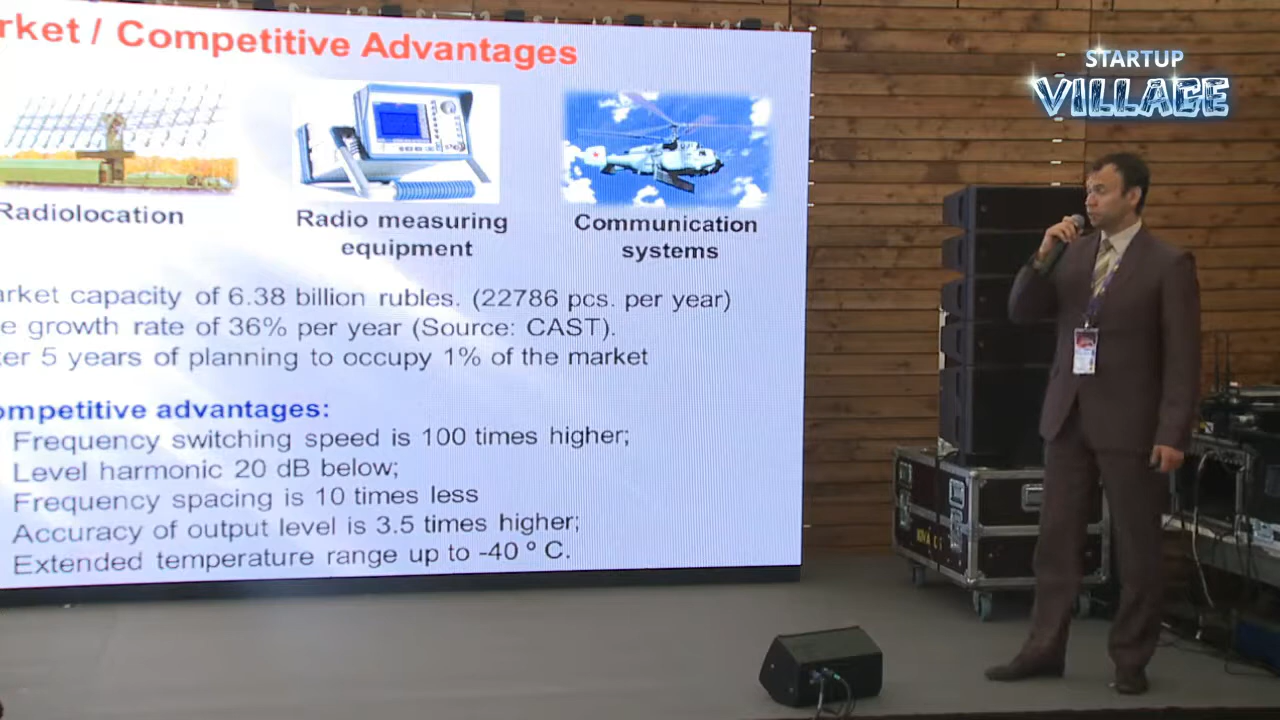 rket / Competitive Advantages
STARTUP
VILLAGE
Radiolocation
Radio measuring
equipment
Communication
systems
arket capacity of 6.38 billion rubles. (22786 pcs. per year)
e growth rate of 36% per year (Source: CAST).
ter 5 years of planning to occupy 1% of the market
ompetitive advantages:
Frequency switching speed is 100 times higher;
Level harmonic 20 dB below;
Frequency spacing is 10 times less
Accuracy of output level is 3.5 times higher;
Extended temperature range up to -40 º C.